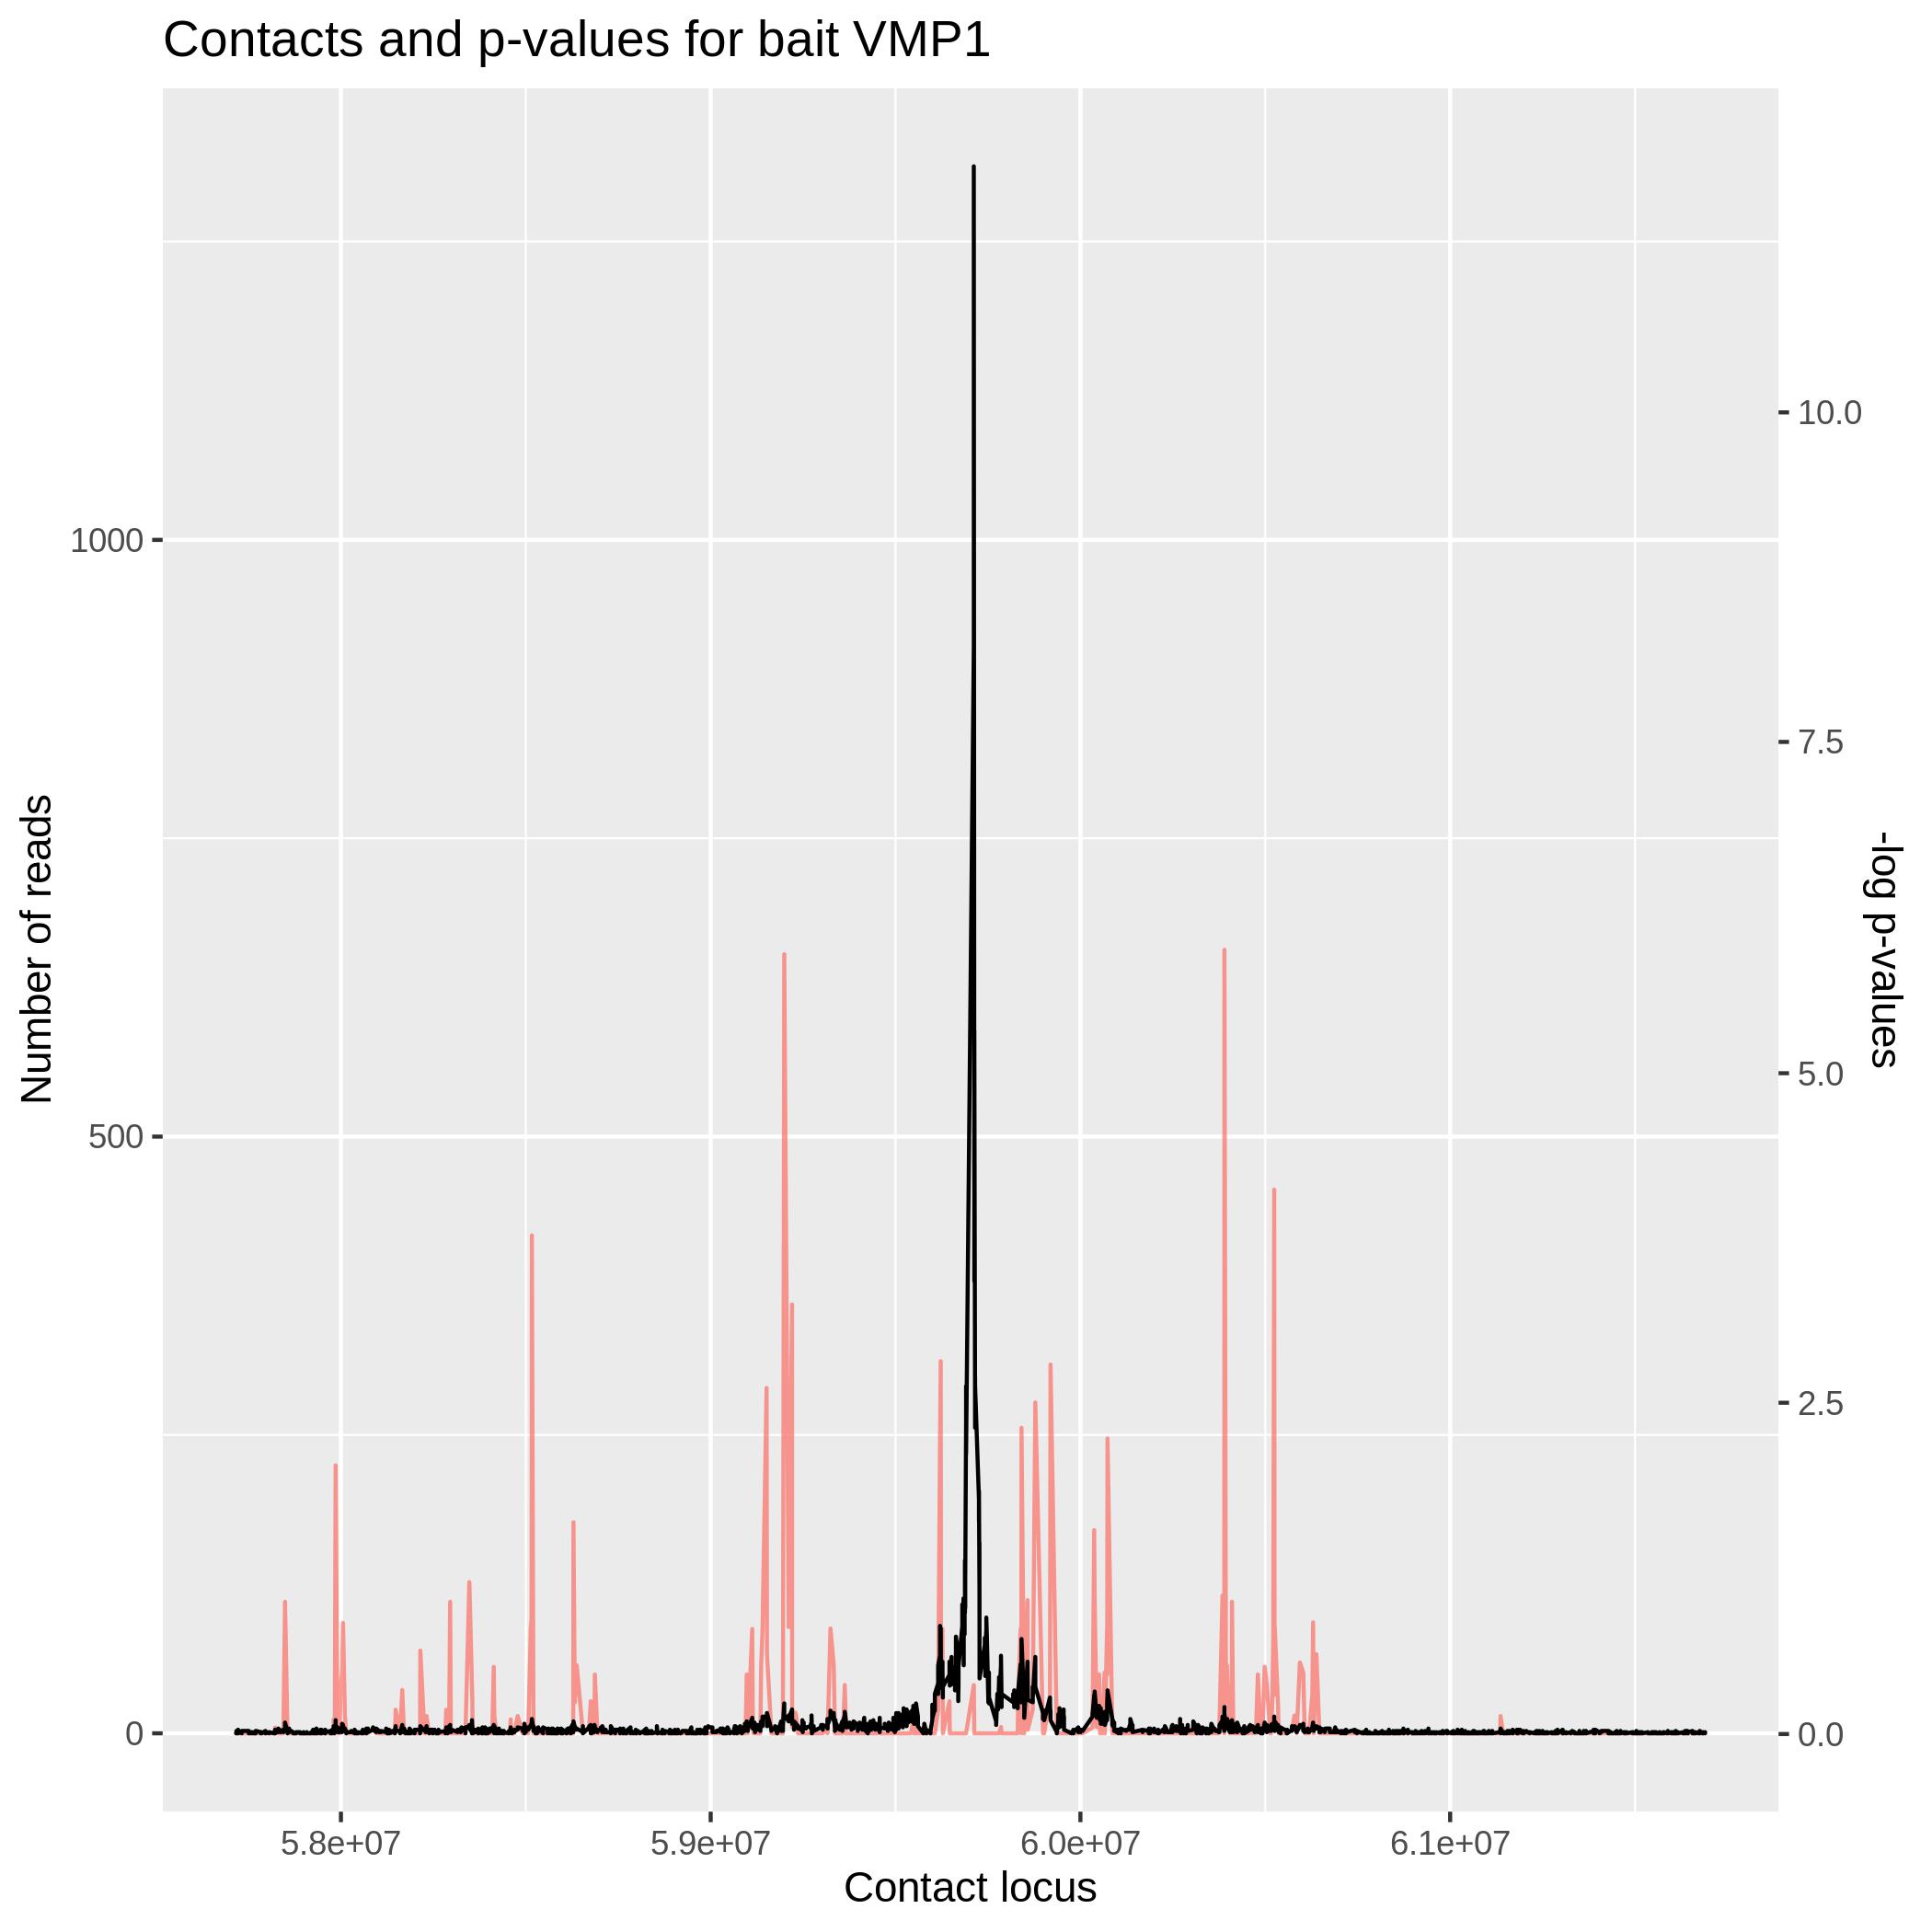 Contacts and p-values for bait VMP1
Number of reads
1000
500
0
10.0
7.5
5.0
2.5
0.0
-log p-values
5.8e+07 5.9e+07 6.0e+07 6.1e+07
Contact locus